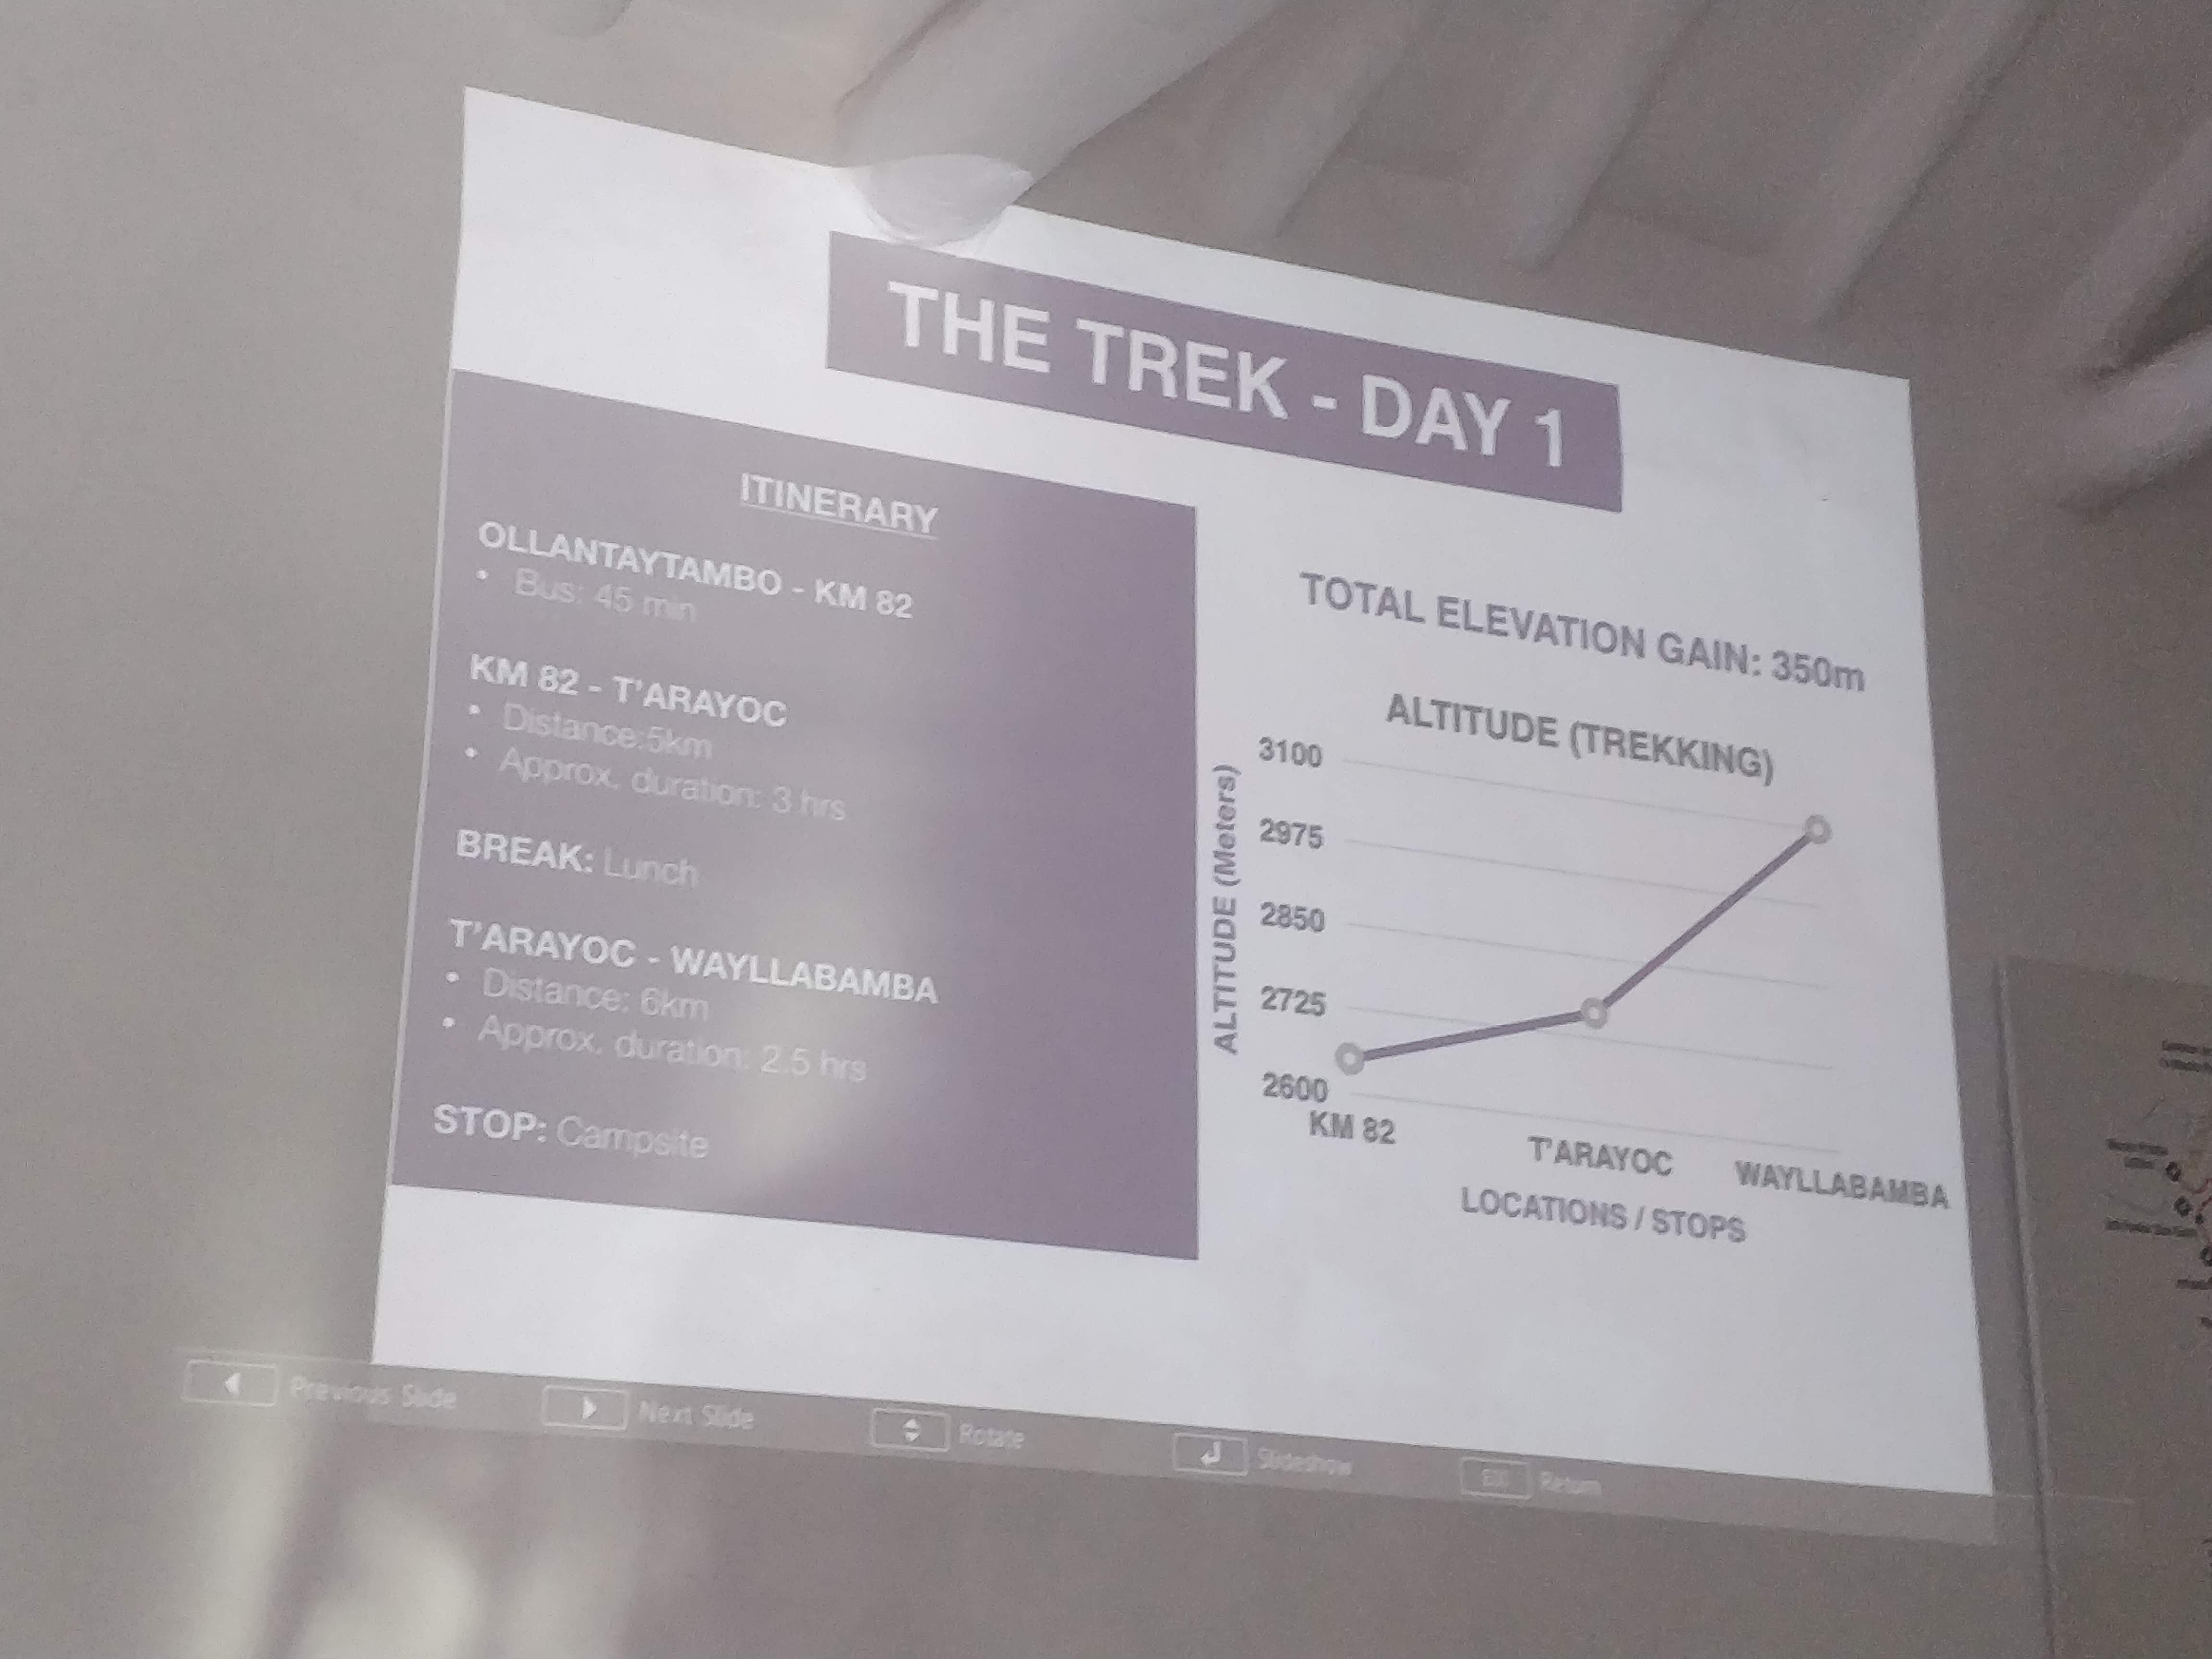 THE TREK - DAY 1
ITINERARY
OLLANTAYTAMBO - KM 82
• Bus: 45 min
KM 82 - T'ARAYOC
• Distance:5km
• Approx. duration: 3 hrs
BREAK: Lunch
T'ARAYOC - WAYLLABAMBA
• Distance: 6km
• Approx. duration: 2.5 hrs
STOP: Campsite
TOTAL ELEVATION GAIN: 350m
ALTITUDE (TREKKING)
ALTITUDE (Meters)
3100
2975
2850
2725
2600
KM 82
T'ARAYOC
WAYLLABAMBA
LOCATIONS / STOPS
Previous Slide
Next Slide
Rotate
Slideshow
Return